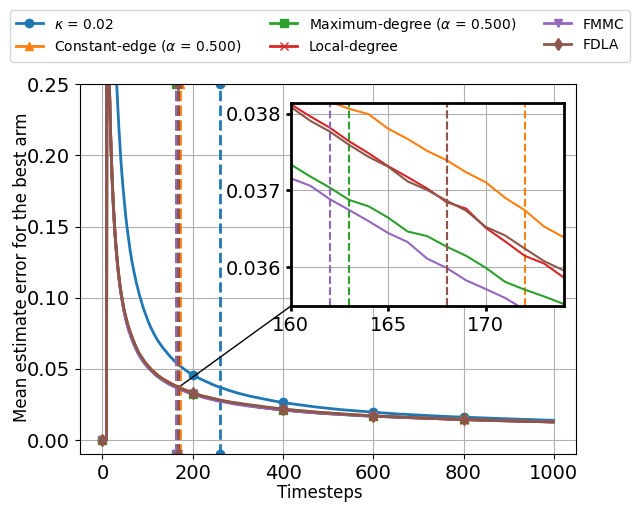 κ = 0.02
Constant-edge (α = 0.500)
Maximum-degree (α = 0.500)
Local-degree
FMMC
FDLA
Mean estimate error for the best arm
0.25
0.20
0.15
0.10
0.05
0.00
0.038
0.037
0.036
160
165
170
0
200
400
600
800
1000
Timesteps